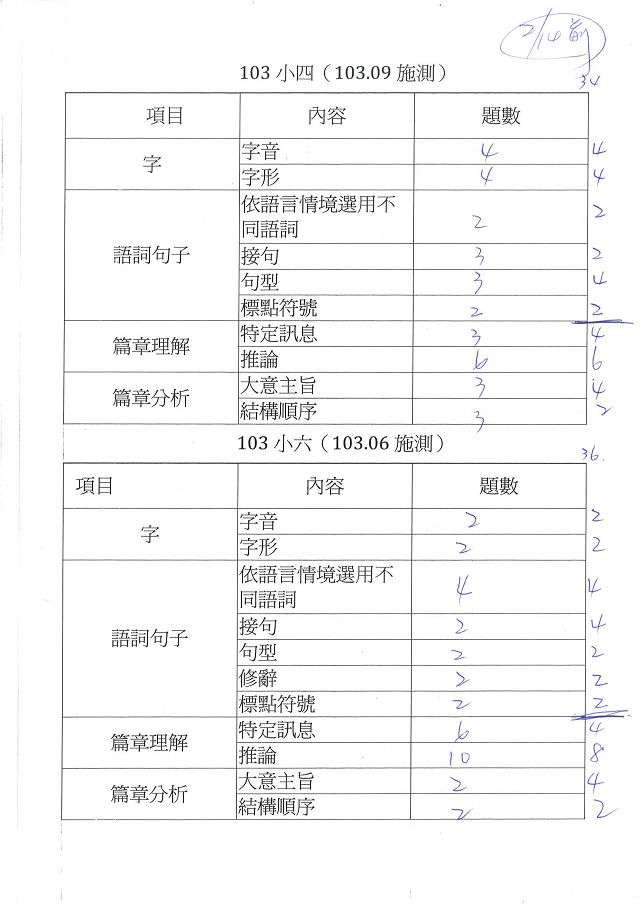 2/14前
103 小四（103.09 施測）
34
項目 內容 題數
字 字音 4 4
字形 4 4
語詞句子 依語言情境選用不
同語詞 2 2
接句 3 2
句型 3 4
標點符號 2 2
篇章理解 特定訊息 3 4
推論 6 6
篇章分析 大意主旨 3 4
結構順序 3 2
103 小六（103.06 施測）
36.
項目 內容 題數
字 字音 2 2
字形 2 2
語詞句子 依語言情境選用不
同語詞 4 4
接句 2 4
句型 2 2
修辭 2 2
標點符號 2 2
篇章理解 特定訊息 6 4
推論 10 8
篇章分析 大意主旨 2 4
結構順序 2 2